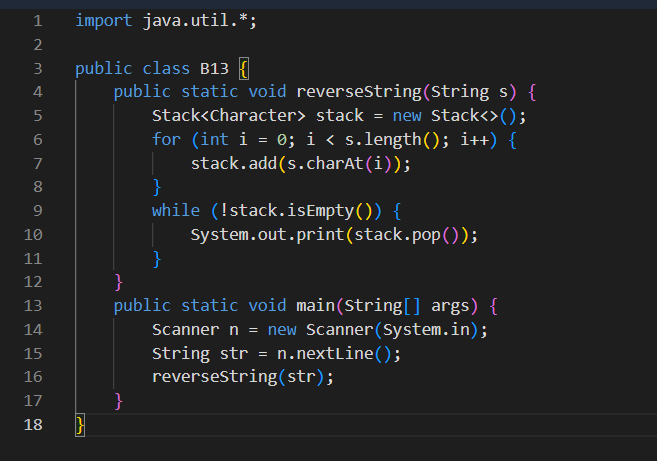 1 import java.util.*;
2
3 public class B13 {
4 public static void reverseString(String s) {
5 Stack<Character> stack = new Stack<>();
6 for (int i = 0; i < s.length(); i++) {
7 stack.add(s.charAt(i));
8 }
9 while (!stack.isEmpty()) {
10 System.out.print(stack.pop());
11 }
12 }
13 public static void main(String[] args) {
14 Scanner n = new Scanner(System.in);
15 String str = n.nextLine();
16 reverseString(str);
17 }
18 }